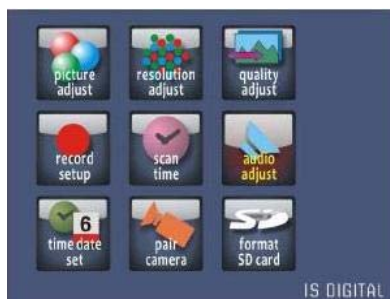 picture
adjust
resolution
adjust
quality
adjust
record
setup
scan
time
audio
adjust
6
time date
set
pair
camera
SD
format
SD card
IS DIGITAL